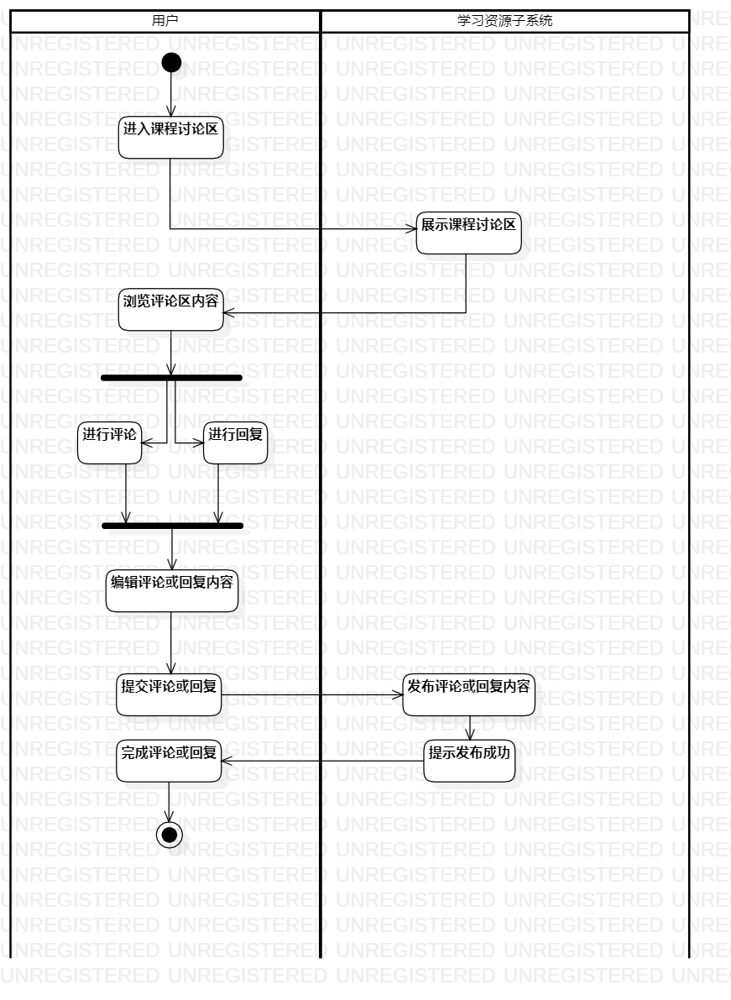 用户
学习资源子系统
进入课程讨论区
展示课程讨论区
浏览评论区内容
进行评论
进行回复
编辑评论或回复内容
提交评论或回复
发布评论或回复内容
完成评论或回复
提示发布成功
UNREGISTERED